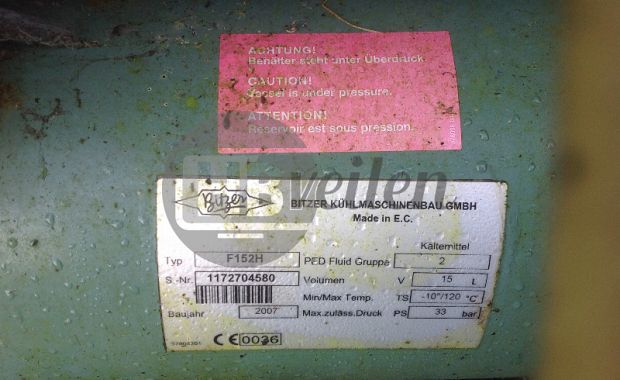 ACHTUNG!
Behälter steht unter Überdruck.
CAUTION!
Vessel is under pressure.
ATTENTION!
Réservoir est sous pression.
veilen
Bitzer
BITZER KÜHLMASCHINENBAU GMBH
Made in E.C.
Kältemittel
Typ F152H PED Fluid Gruppe 2
S.-Nr. 1172704580 Volumen V 15 L
Min/Max Temp. TS -10°/120 °C
Baujahr 2007 Max.zuläss.Druck PS 33 bar
CE 0036